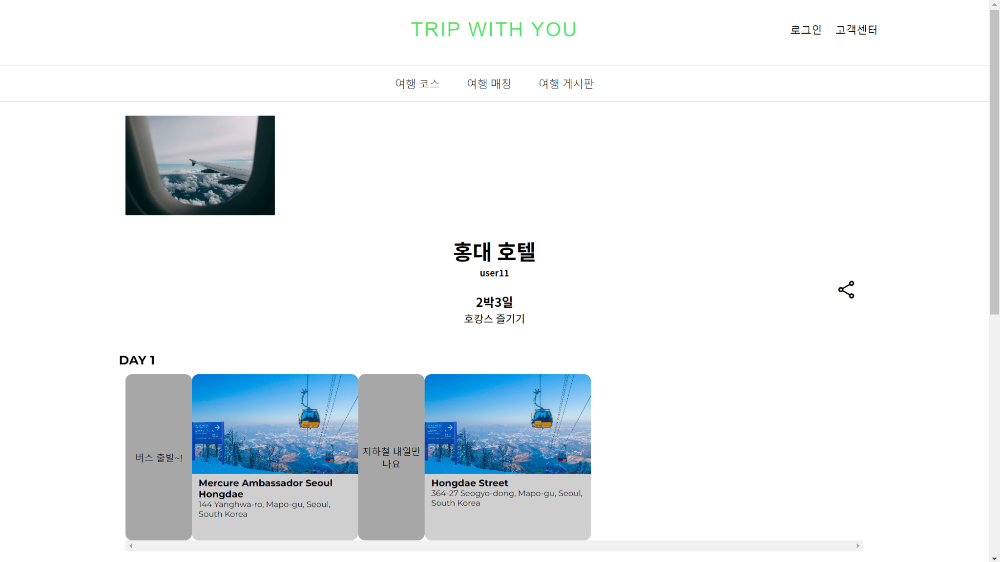 TRIP WITH YOU
로그인 고객센터
여행 코스 여행 매칭 여행 게시판
홍대 호텔
user11
2박3일
호캉스 즐기기
DAY 1
버스 출발~!
Mercure Ambassador Seoul
Hongdae
144 Yanghwa-ro, Mapo-gu, Seoul,
South Korea
지하철 내일만
나요
Hongdae Street
364-27 Seogyo-dong, Mapo-gu, Seoul,
South Korea